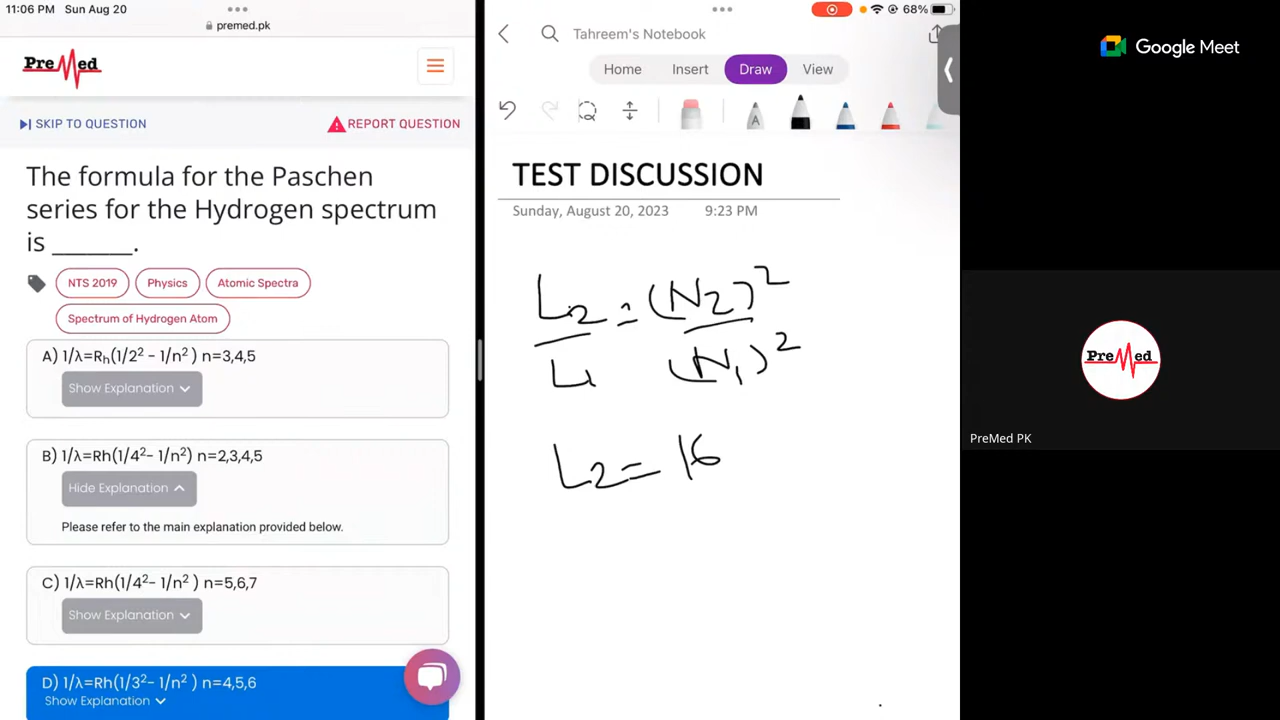 11:06 PM Sun Aug 20
premed.pk
PreMed
SKIP TO QUESTION
REPORT QUESTION
The formula for the Paschen
series for the Hydrogen spectrum
is ______.
NTS 2019
Physics
Atomic Spectra
Spectrum of Hydrogen Atom
A) 1/λ=Rₕ(1/2² - 1/n² ) n=3,4,5
Show Explanation
B) 1/λ=Rh(1/4²- 1/n²) n=2,3,4,5
Hide Explanation
Please refer to the main explanation provided below.
C) 1/λ=Rh(1/4²- 1/n² ) n=5,6,7
Show Explanation
D) 1/λ=Rh(1/3²- 1/n² ) n=4,5,6
Show Explanation
68%
Tahreem's Notebook
Home Insert Draw View
A
TEST DISCUSSION
Sunday, August 20, 2023 9:23 PM
L2 = (N2)²
L1 (N1)²
L2 = 16
Google Meet
PreMed
PreMed PK